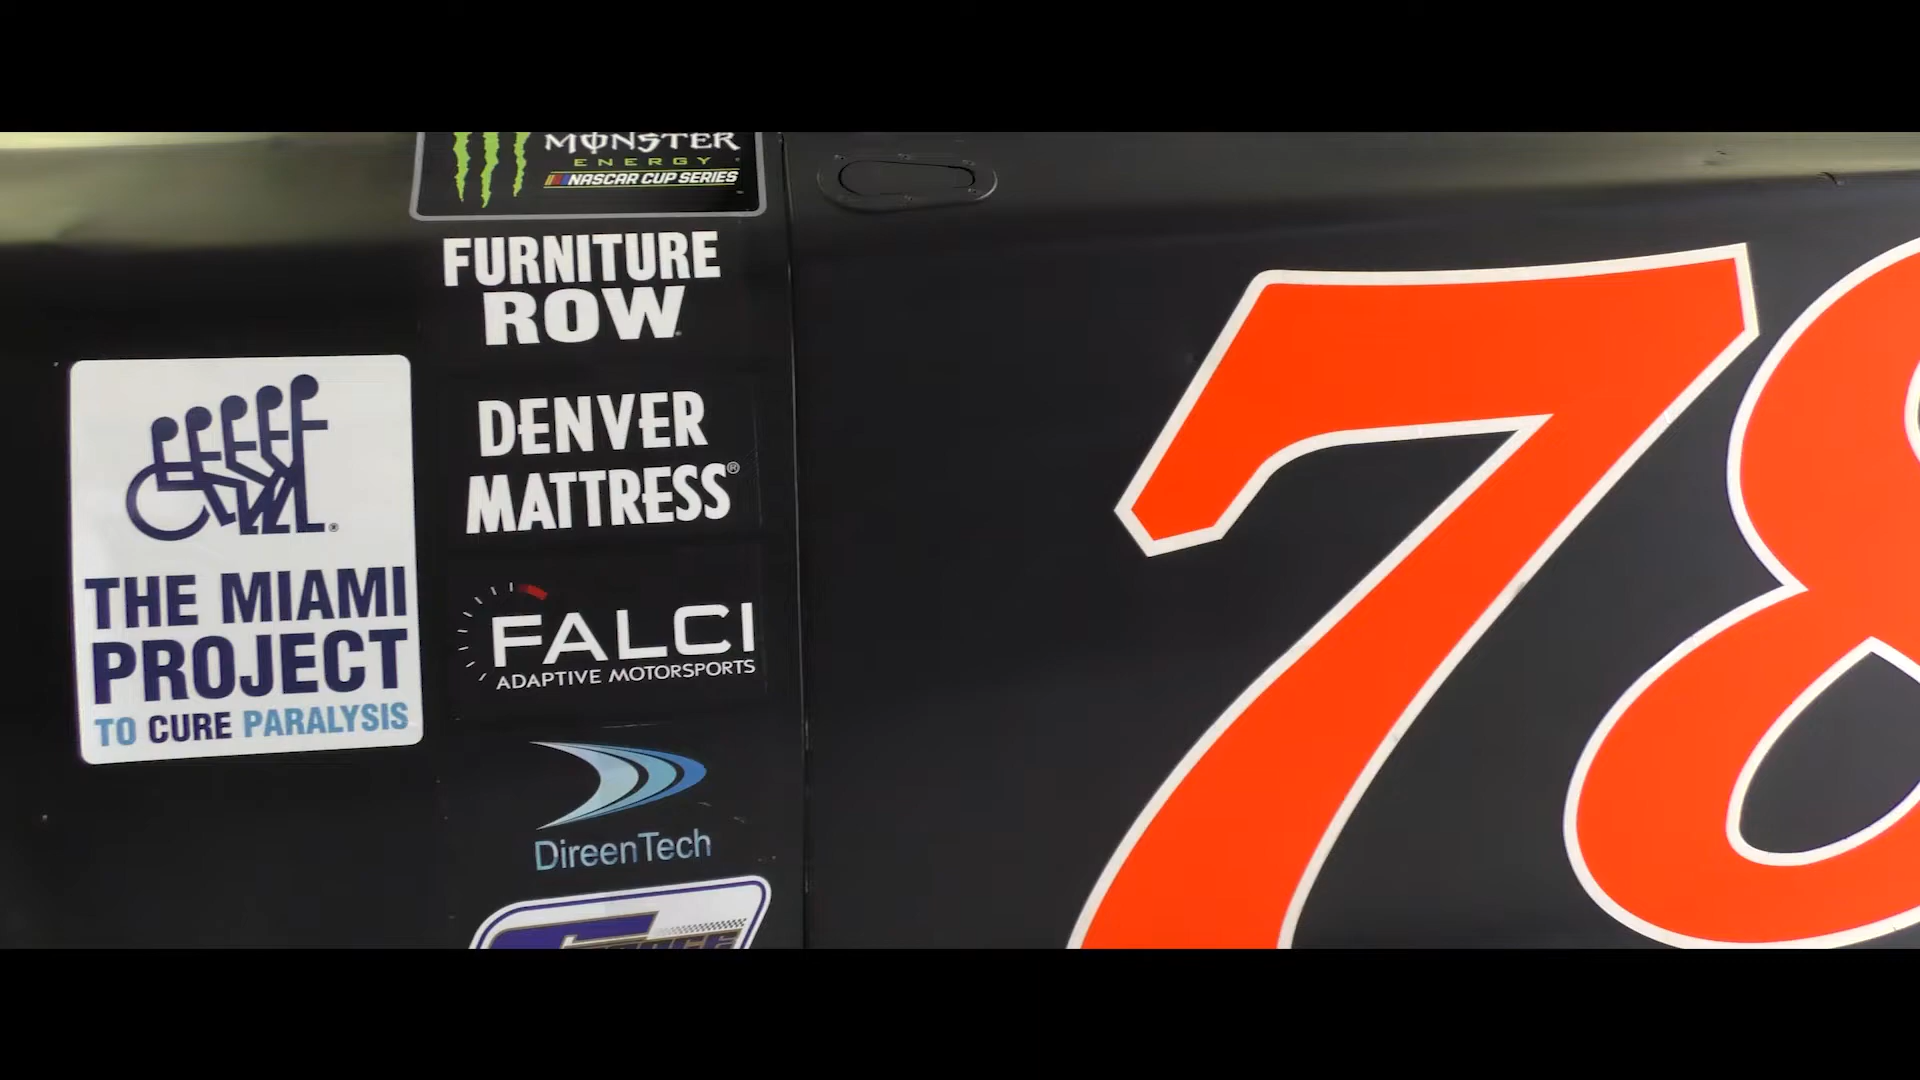 MONSTER
ENERGY
NASCAR CUP SERIES
FURNITURE
ROW
DENVER
MATTRESS®
FALCI
ADAPTIVE MOTORSPORTS
DireenTech
THE MIAMI
PROJECT
TO CURE PARALYSIS
78